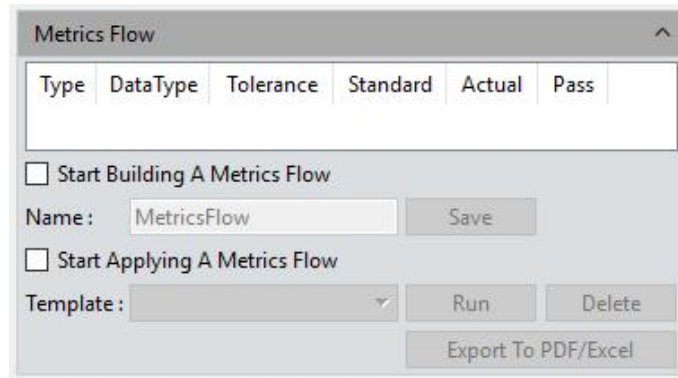 Metrics Flow
Type DataType Tolerance Standard Actual Pass
Start Building A Metrics Flow
Name : MetricsFlow Save
Start Applying A Metrics Flow
Template : Run Delete
Export To PDF/Excel